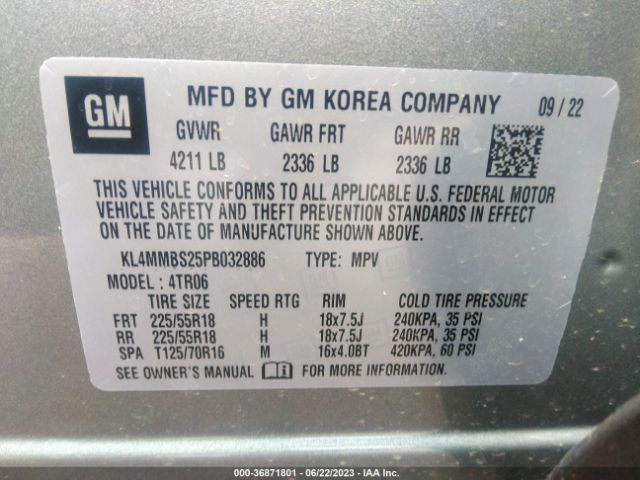 GM MFD BY GM KOREA COMPANY 09/22
GVWR GAWR FRT GAWR RR
4211 LB 2336 LB 2336 LB
THIS VEHICLE CONFORMS TO ALL APPLICABLE U.S. FEDERAL MOTOR
VEHICLE SAFETY AND THEFT PREVENTION STANDARDS IN EFFECT
ON THE DATE OF MANUFACTURE SHOWN ABOVE.
KL4MMBS25PB032886 TYPE: MPV
MODEL: 4TR06
TIRE SIZE SPEED RTG RIM COLD TIRE PRESSURE
FRT 225/55R18 H 18x7.5J 240KPA, 35 PSI
RR 225/55R18 H 18x7.5J 240KPA, 35 PSI
SPA T125/70R16 M 16x4.0BT 420KPA, 60 PSI
SEE OWNER'S MANUAL FOR MORE INFORMATION.
000-36871801 - 06/22/2023 - IAA Inc.